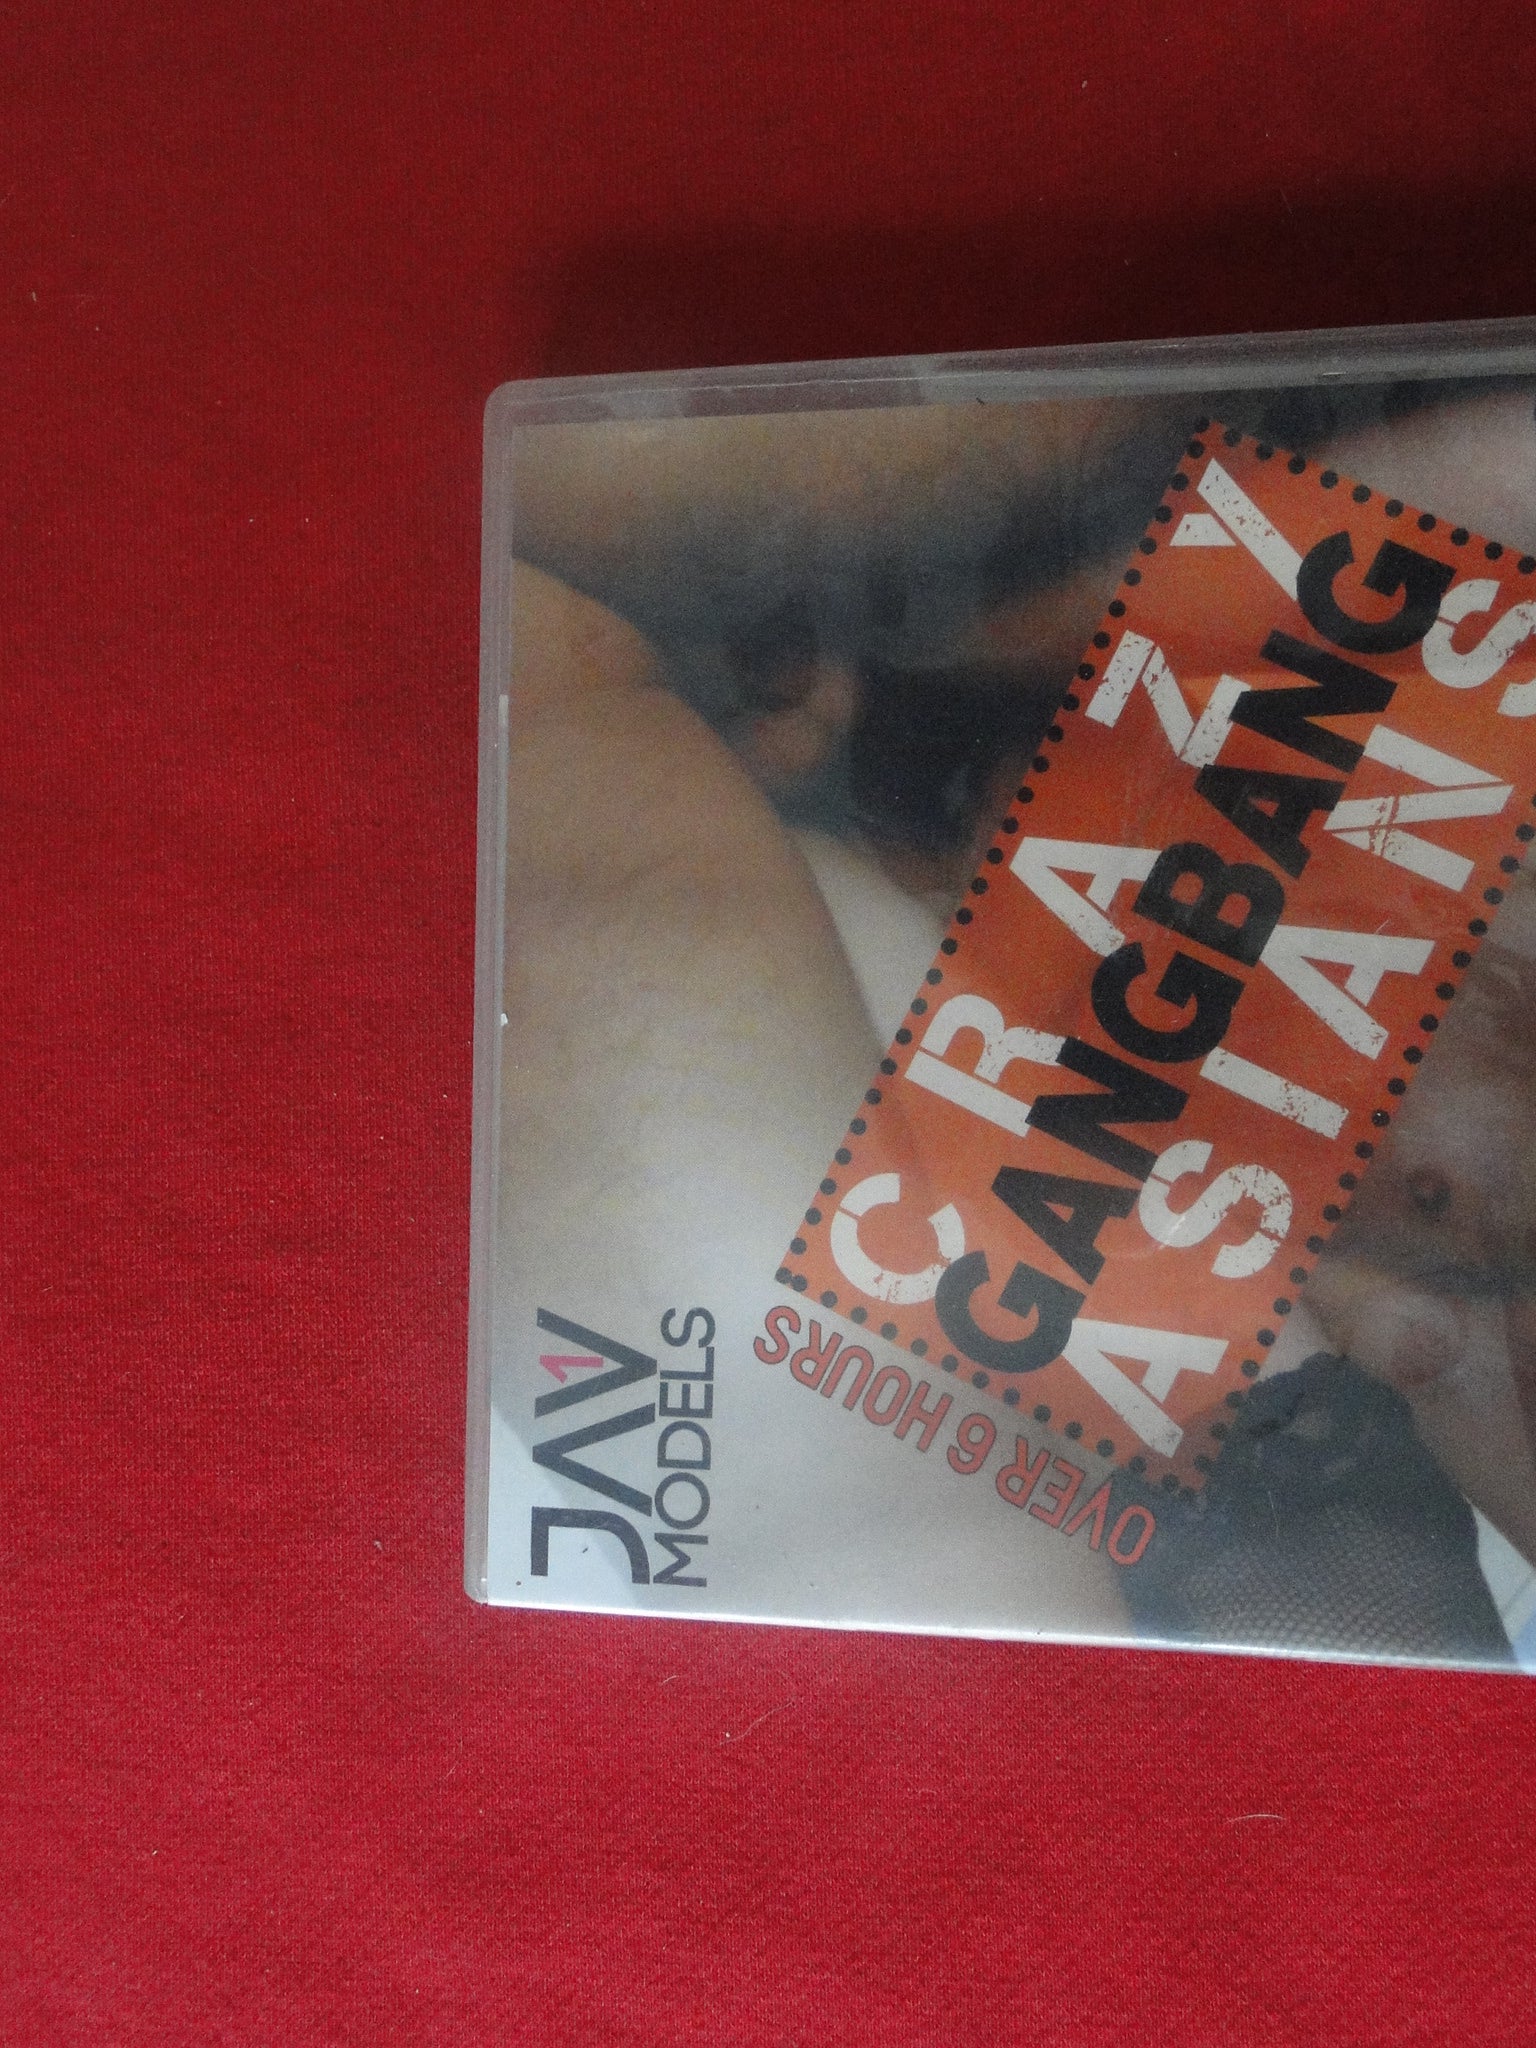 JAV1
MODELS
OVER 6 HOURS
CRAZY
GANGBANG
ASIANS